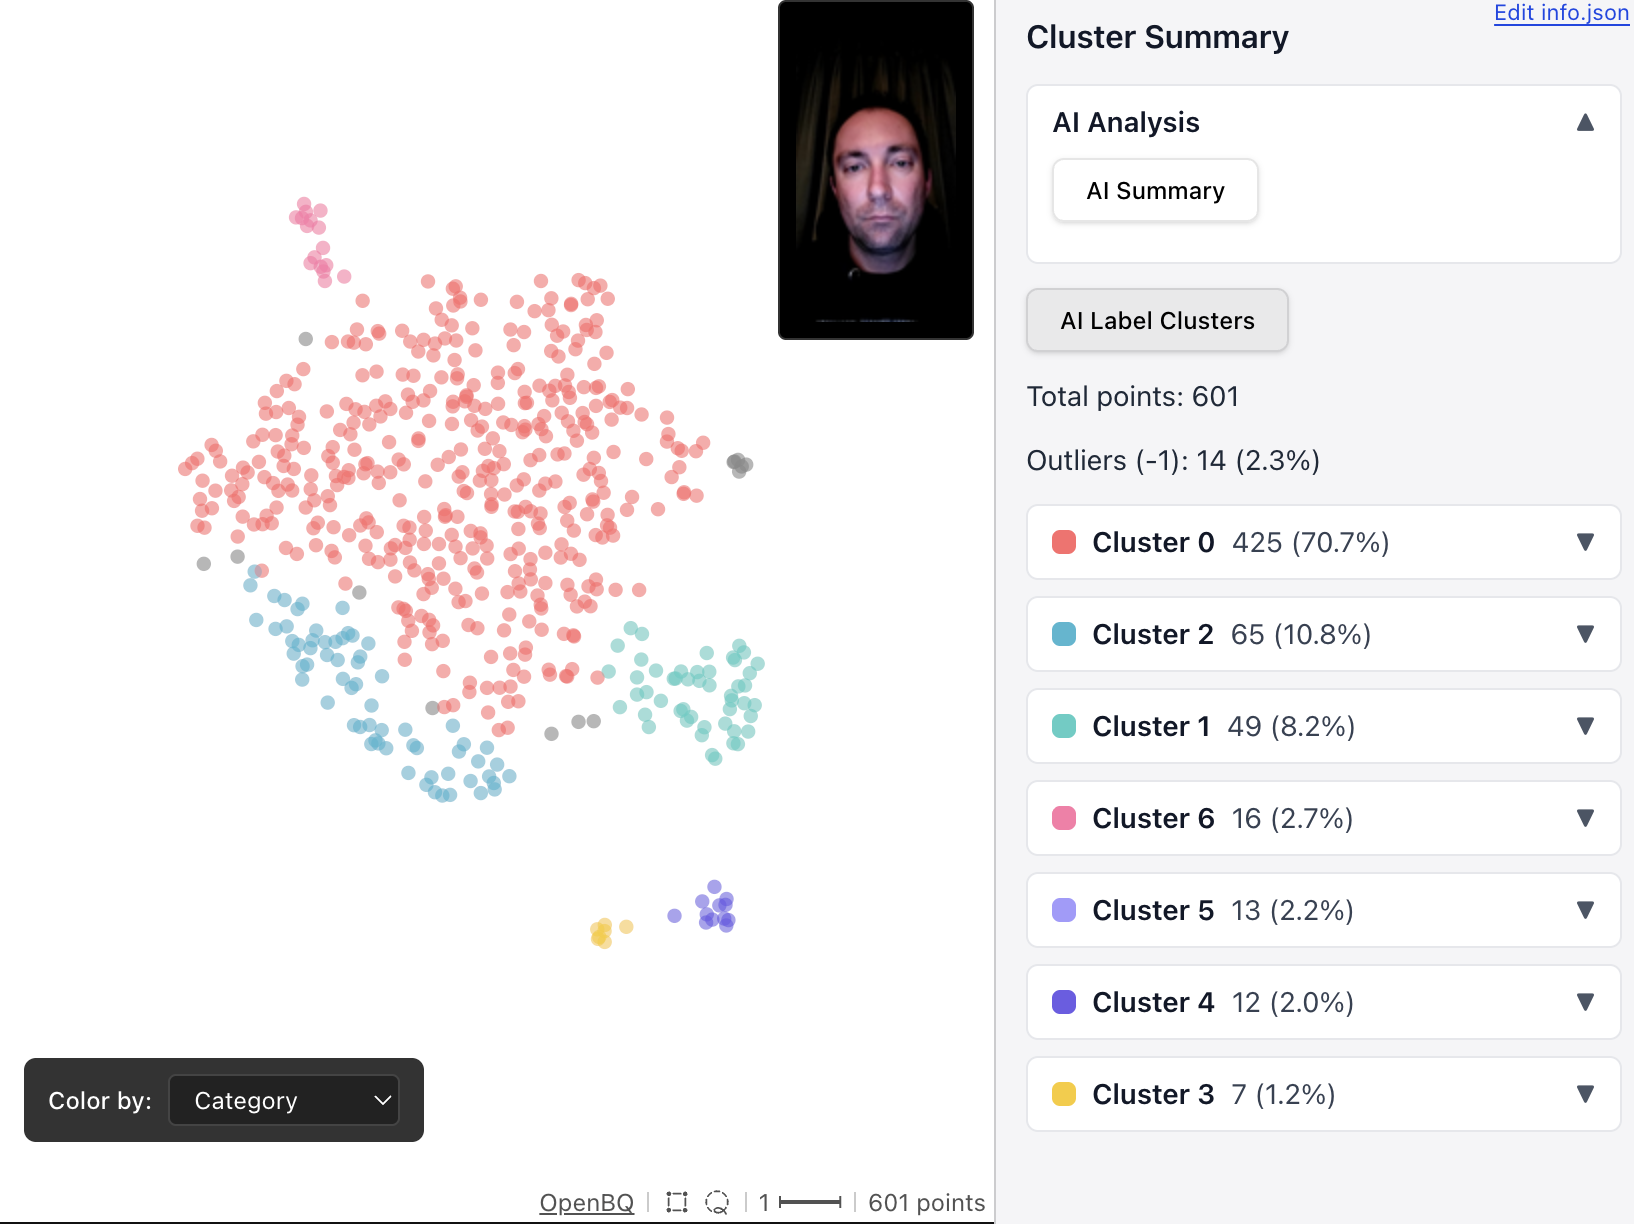 Edit info.json
Cluster Summary
AI Analysis
AI Summary
AI Label Clusters
Total points: 601
Outliers (-1): 14 (2.3%)
Cluster 0 425 (70.7%)
Cluster 2 65 (10.8%)
Cluster 1 49 (8.2%)
Cluster 6 16 (2.7%)
Cluster 5 13 (2.2%)
Cluster 4 12 (2.0%)
Cluster 3 7 (1.2%)
Color by: Category
OpenBQ 1 601 points